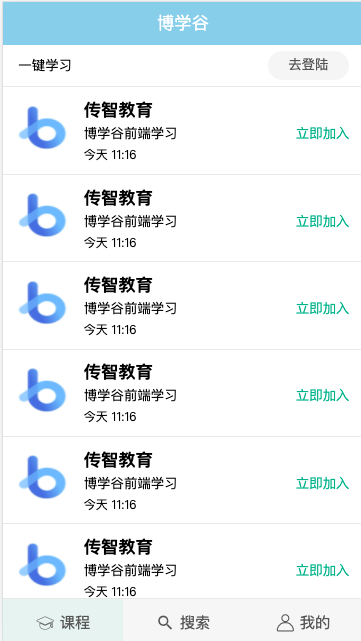 博学谷
一键学习 去登陆
传智教育
博学谷前端学习 立即加入
今天 11:16
传智教育
博学谷前端学习 立即加入
今天 11:16
传智教育
博学谷前端学习 立即加入
今天 11:16
传智教育
博学谷前端学习 立即加入
今天 11:16
传智教育
博学谷前端学习 立即加入
今天 11:16
传智教育
博学谷前端学习 立即加入
今天 11:16
课程 搜索 我的